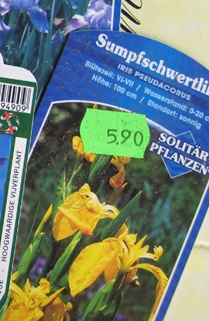 Sumpfschwertlil
IRIS PSEUDACORUS
Blütezeit: VI-VII / Wasserstand: 0-20 c
Höhe: 100 cm / Standort: sonnig
SOLITÄR
PFLANZEN
5,90
94909
HOOGWAARDIGE VIJVERPLANT